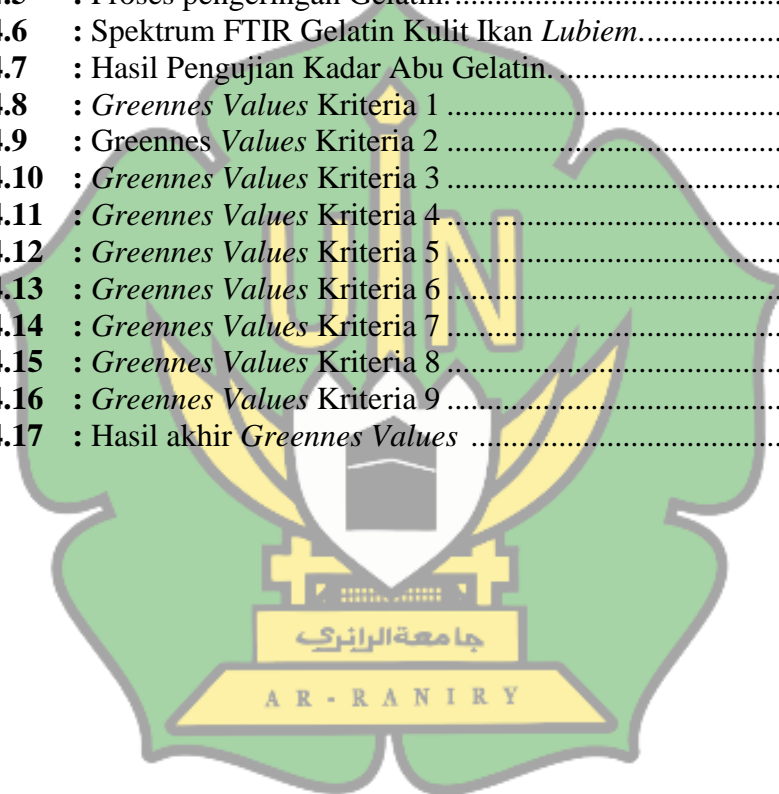 4.5 : Proses pengeringan Gelatin.
4.6 : Spektrum FTIR Gelatin Kulit Ikan Lubiem.
4.7 : Hasil Pengujian Kadar Abu Gelatin.
4.8 : Greennes Values Kriteria 1
4.9 : Greennes Values Kriteria 2
4.10 : Greennes Values Kriteria 3
4.11 : Greennes Values Kriteria 4
4.12 : Greennes Values Kriteria 5
4.13 : Greennes Values Kriteria 6
4.14 : Greennes Values Kriteria 7
4.15 : Greennes Values Kriteria 8
4.16 : Greennes Values Kriteria 9
4.17 : Hasil akhir Greennes Values
UIN
جامعةالرانري
AR-RANIRY